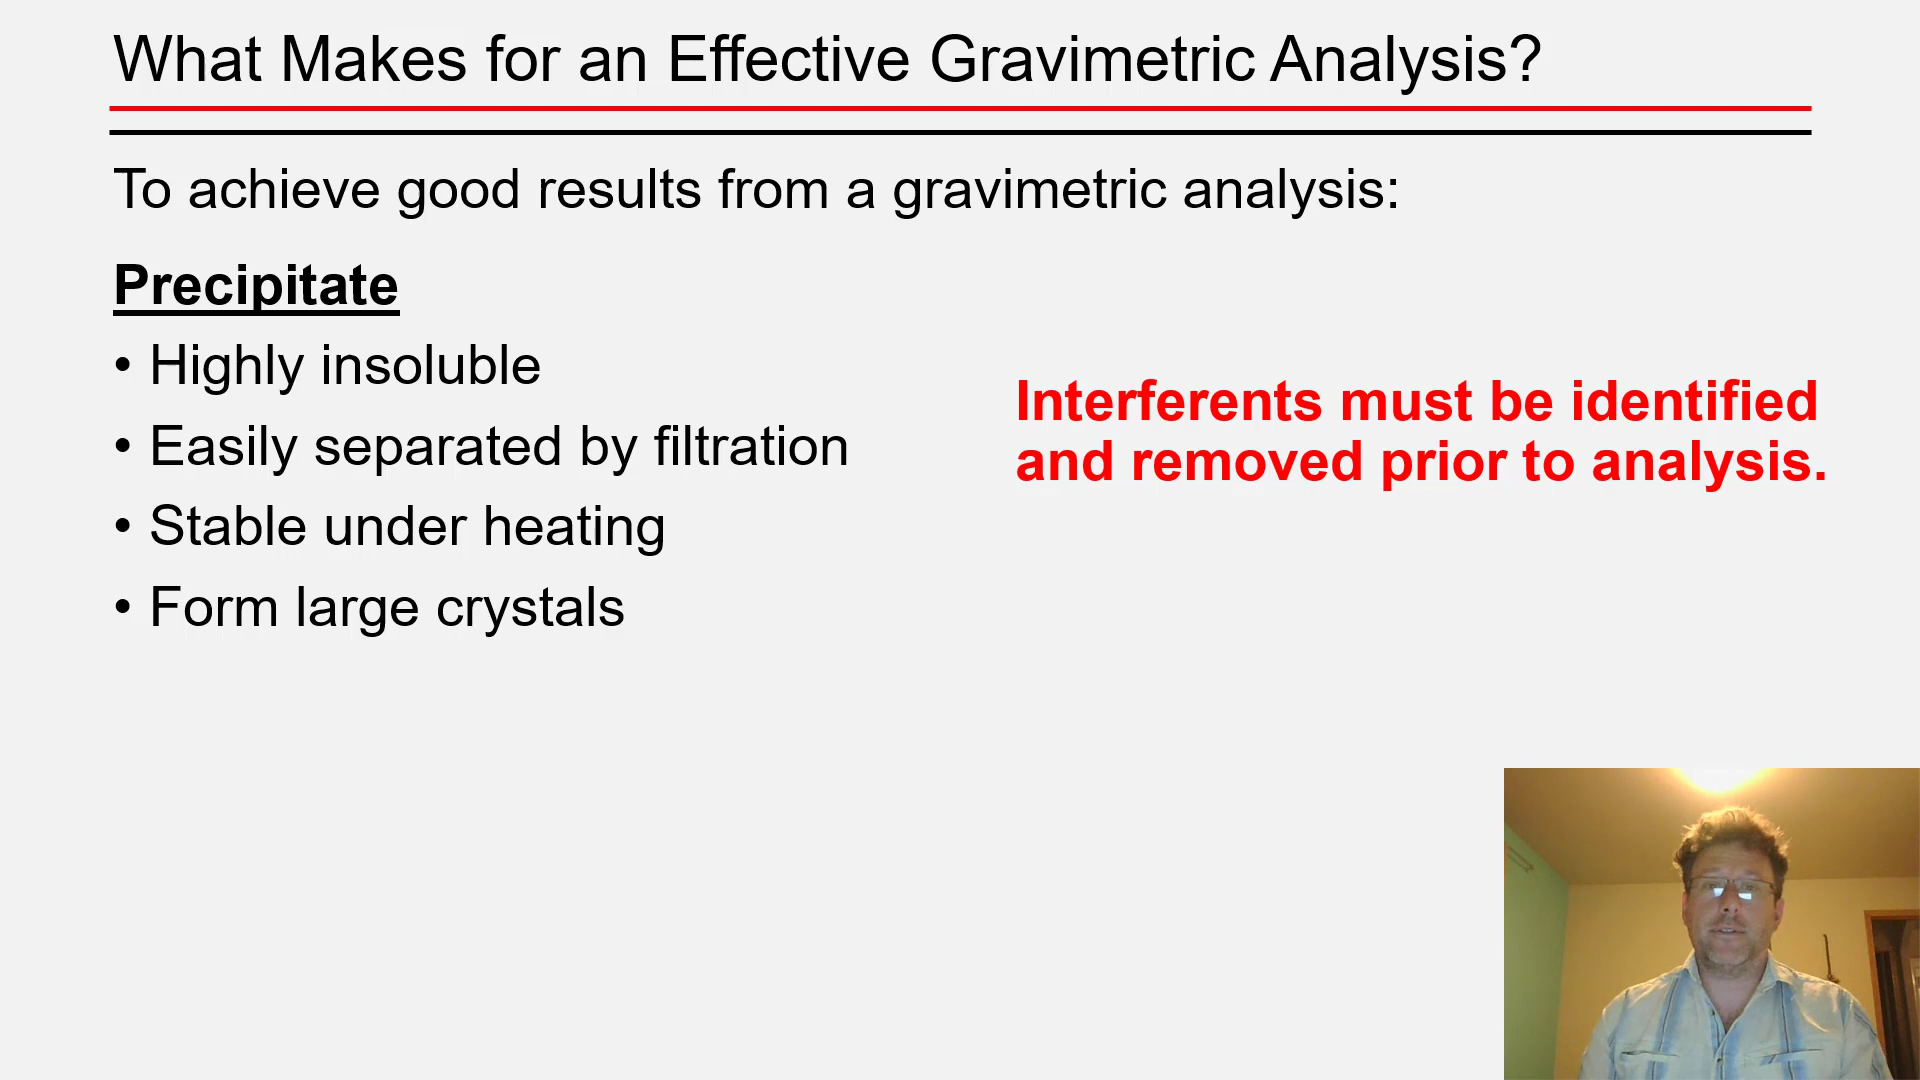 What Makes for an Effective Gravimetric Analysis?
To achieve good results from a gravimetric analysis:
Precipitate
• Highly insoluble
• Easily separated by filtration
• Stable under heating
• Form large crystals
Interferents must be identified
and removed prior to analysis.